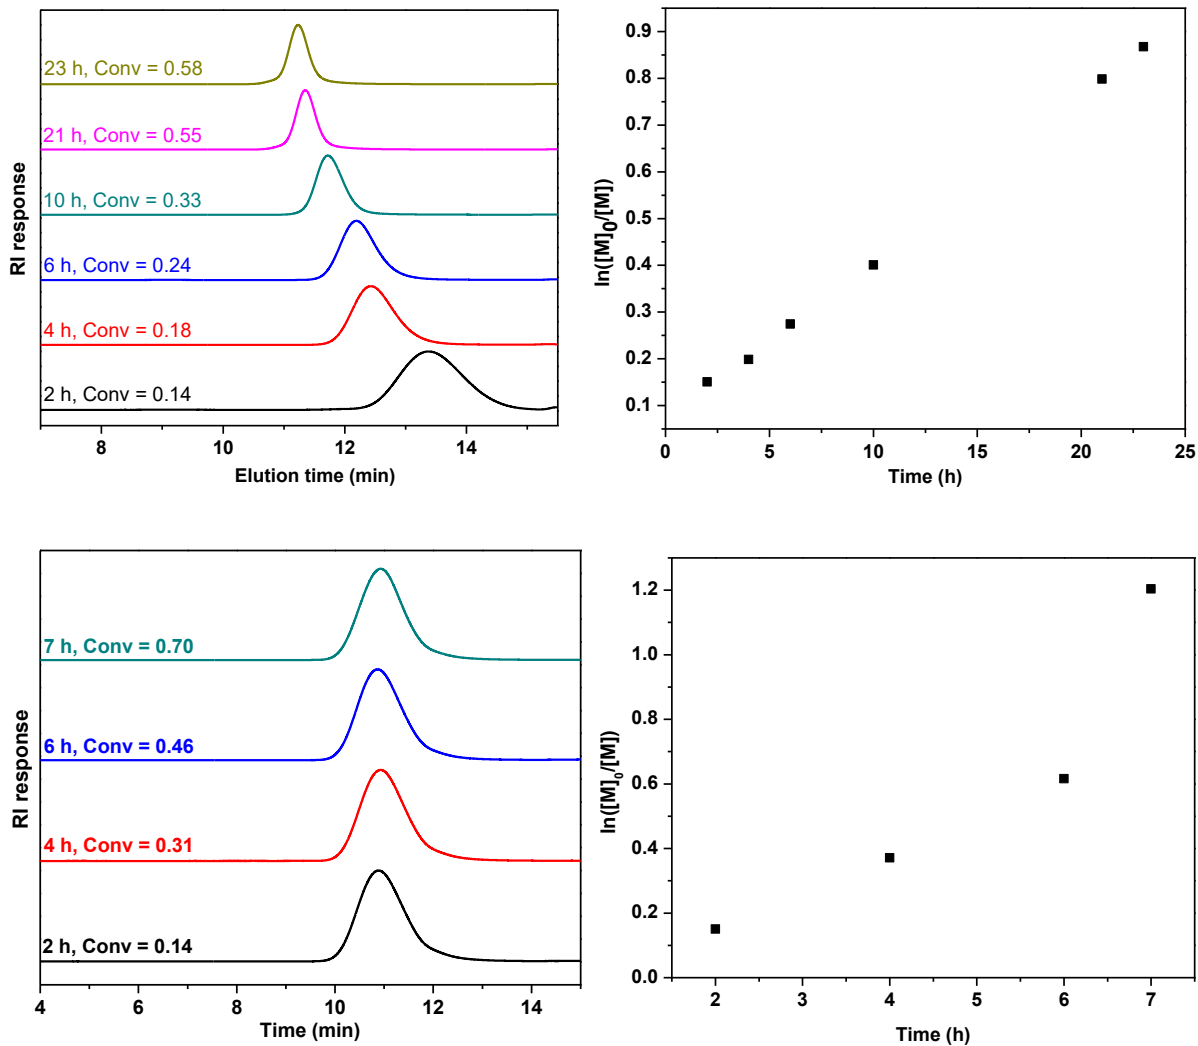 23 h, Conv = 0.58
21 h, Conv = 0.55
10 h, Conv = 0.33
6 h, Conv = 0.24
4 h, Conv = 0.18
2 h, Conv = 0.14
RI response
8 10 12 14
Elution time (min)
0.9
0.8
0.7
0.6
0.5
0.4
0.3
0.2
0.1
ln([M]0/[M])
0 5 10 15 20 25
Time (h)
7 h, Conv = 0.70
6 h, Conv = 0.46
4 h, Conv = 0.31
2 h, Conv = 0.14
RI response
4 6 8 10 12 14
Time (min)
1.2
1.0
0.8
0.6
0.4
0.2
0.0
ln([M]0/[M])
2 3 4 5 6 7
Time (h)